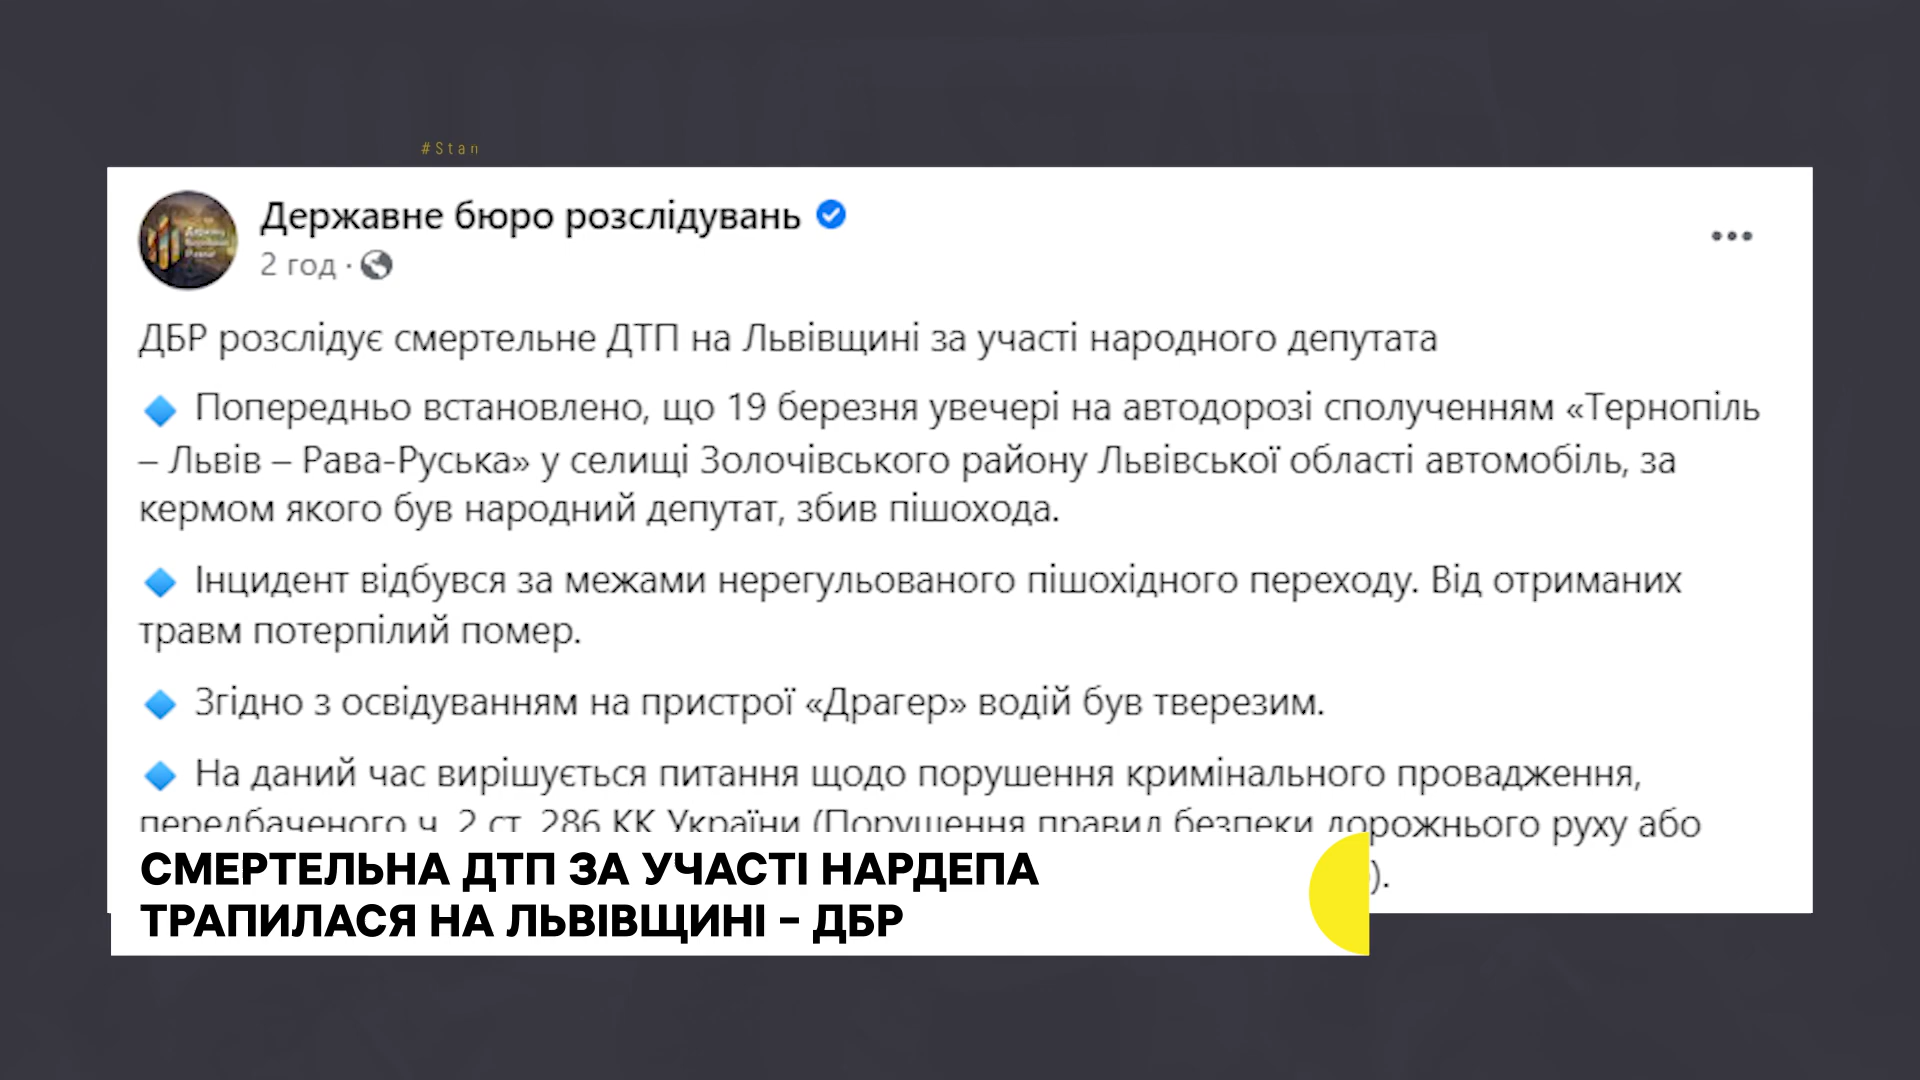 #Stan
Державне бюро розслідувань
2 год ·
ДБР розслідує смертельне ДТП на Львівщині за участі народного депутата
Попередньо встановлено, що 19 березня увечері на автодорозі сполученням «Тернопіль
– Львів – Рава-Руська» у селищі Золочівського району Львівської області автомобіль, за
кермом якого був народний депутат, збив пішохода.
Інцидент відбувся за межами нерегульованого пішохідного переходу. Від отриманих
травм потерпілий помер.
Згідно з освідуванням на пристрої «Драгер» водій був тверезим.
На даний час вирішується питання щодо порушення кримінального провадження,
передбаченого ч. 2 ст. 286 КК України (Порушення правил безпеки дорожнього руху або
).
СМЕРТЕЛЬНА ДТП ЗА УЧАСТІ НАРДЕПА
ТРАПИЛАСЯ НА ЛЬВІВЩИНІ – ДБР